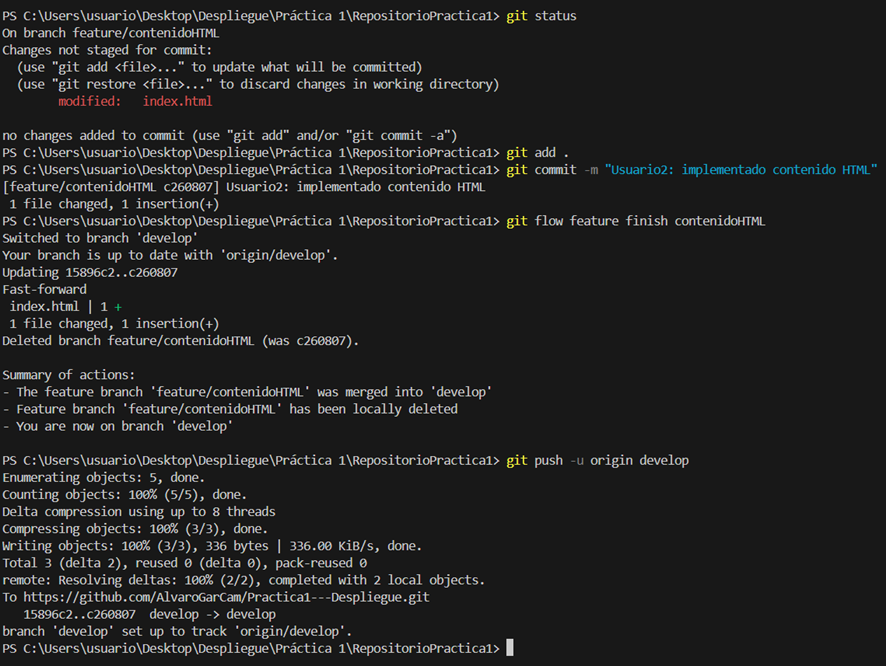 PS C:\Users\usuario\Desktop\Despliegue\Práctica 1\RepositorioPractica1> git status
On branch feature/contenidoHTML
Changes not staged for commit:
  (use "git add <file>..." to update what will be committed)
  (use "git restore <file>..." to discard changes in working directory)
        modified:   index.html

no changes added to commit (use "git add" and/or "git commit -a")
PS C:\Users\usuario\Desktop\Despliegue\Práctica 1\RepositorioPractica1> git add .
PS C:\Users\usuario\Desktop\Despliegue\Práctica 1\RepositorioPractica1> git commit -m "Usuario2: implementado contenido HTML"
[feature/contenidoHTML c260807] Usuario2: implementado contenido HTML
 1 file changed, 1 insertion(+)
PS C:\Users\usuario\Desktop\Despliegue\Práctica 1\RepositorioPractica1> git flow feature finish contenidoHTML
Switched to branch 'develop'
Your branch is up to date with 'origin/develop'.
Updating 15896c2..c260807
Fast-forward
 index.html | 1 +
 1 file changed, 1 insertion(+)
Deleted branch feature/contenidoHTML (was c260807).

Summary of actions:
- The feature branch 'feature/contenidoHTML' was merged into 'develop'
- Feature branch 'feature/contenidoHTML' has been locally deleted
- You are now on branch 'develop'

PS C:\Users\usuario\Desktop\Despliegue\Práctica 1\RepositorioPractica1> git push -u origin develop
Enumerating objects: 5, done.
Counting objects: 100% (5/5), done.
Delta compression using up to 8 threads
Compressing objects: 100% (3/3), done.
Writing objects: 100% (3/3), 336 bytes | 336.00 KiB/s, done.
Total 3 (delta 2), reused 0 (delta 0), pack-reused 0
remote: Resolving deltas: 100% (2/2), completed with 2 local objects.
To https://github.com/AlvaroGarCam/Practica1---Despliegue.git
   15896c2..c260807  develop -> develop
branch 'develop' set up to track 'origin/develop'.
PS C:\Users\usuario\Desktop\Despliegue\Práctica 1\RepositorioPractica1>